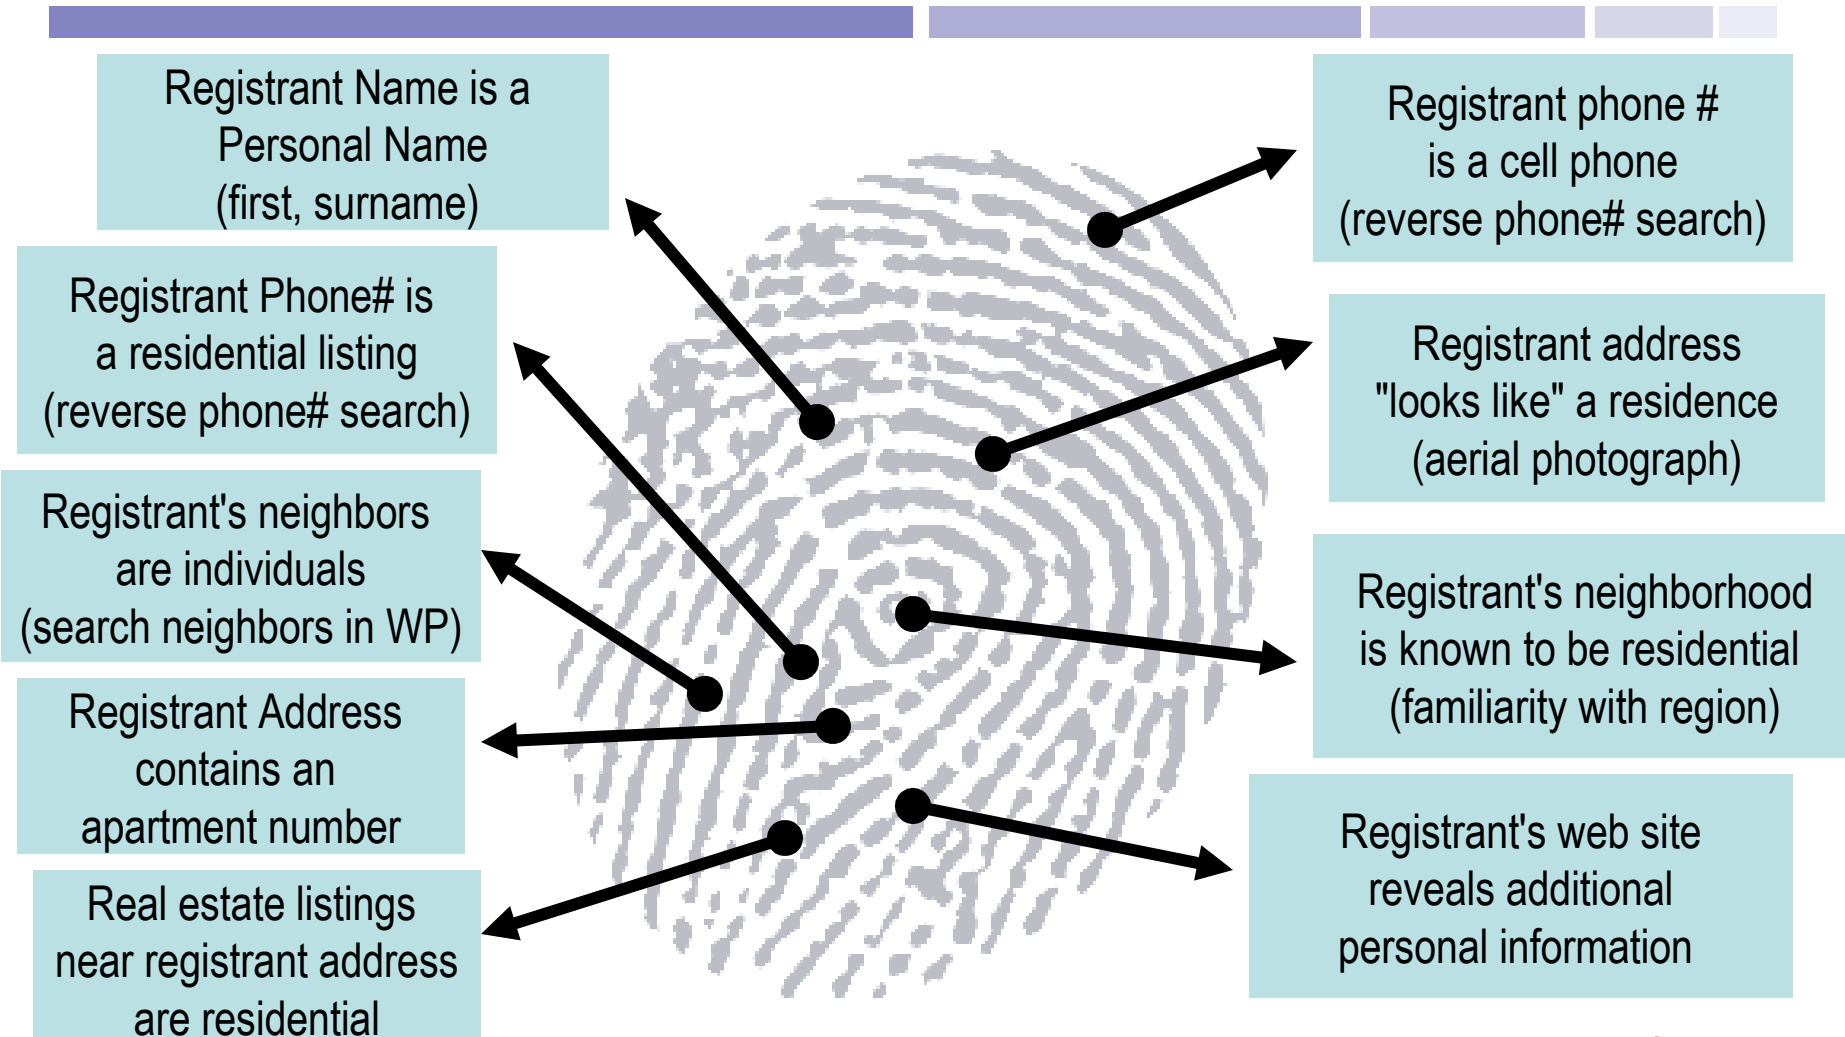 Registrant Name is a
Personal Name
(first, surname)
Registrant Phone# is
a residential listing
(reverse phone# search)
Registrant's neighbors
are individuals
(search neighbors in WP)
Registrant Address
contains an
apartment number
Real estate listings
near registrant address
are residential
Registrant phone #
is a cell phone
(reverse phone# search)
Registrant address
"looks like" a residence
(aerial photograph)
Registrant's neighborhood
is known to be residential
(familiarity with region)
Registrant's web site
reveals additional
personal information